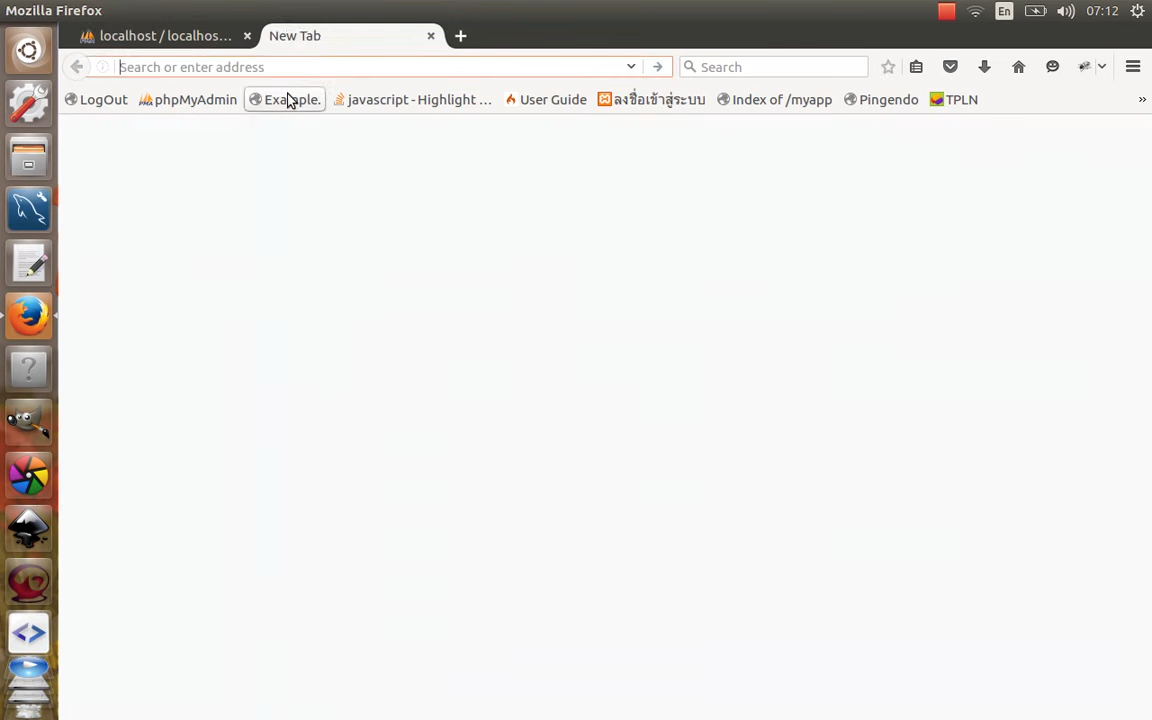 Mozilla Firefox
En
07:12
localhost / localhos...
New Tab
Search or enter address
Search
LogOut
phpMyAdmin
Example.
javascript - Highlight ...
User Guide
ลงชื่อเข้าสู่ระบบ
Index of /myapp
Pingendo
TPLN
»